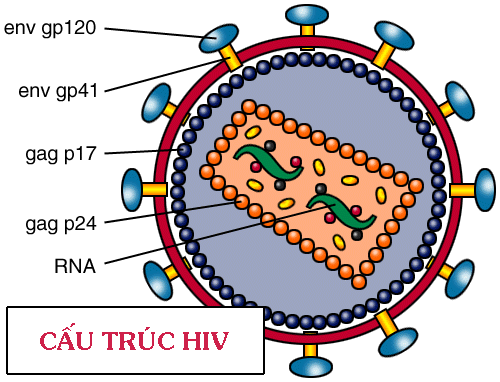 env gp120
env gp41
gag p17
gag p24
RNA
CẤU TRÚC HIV